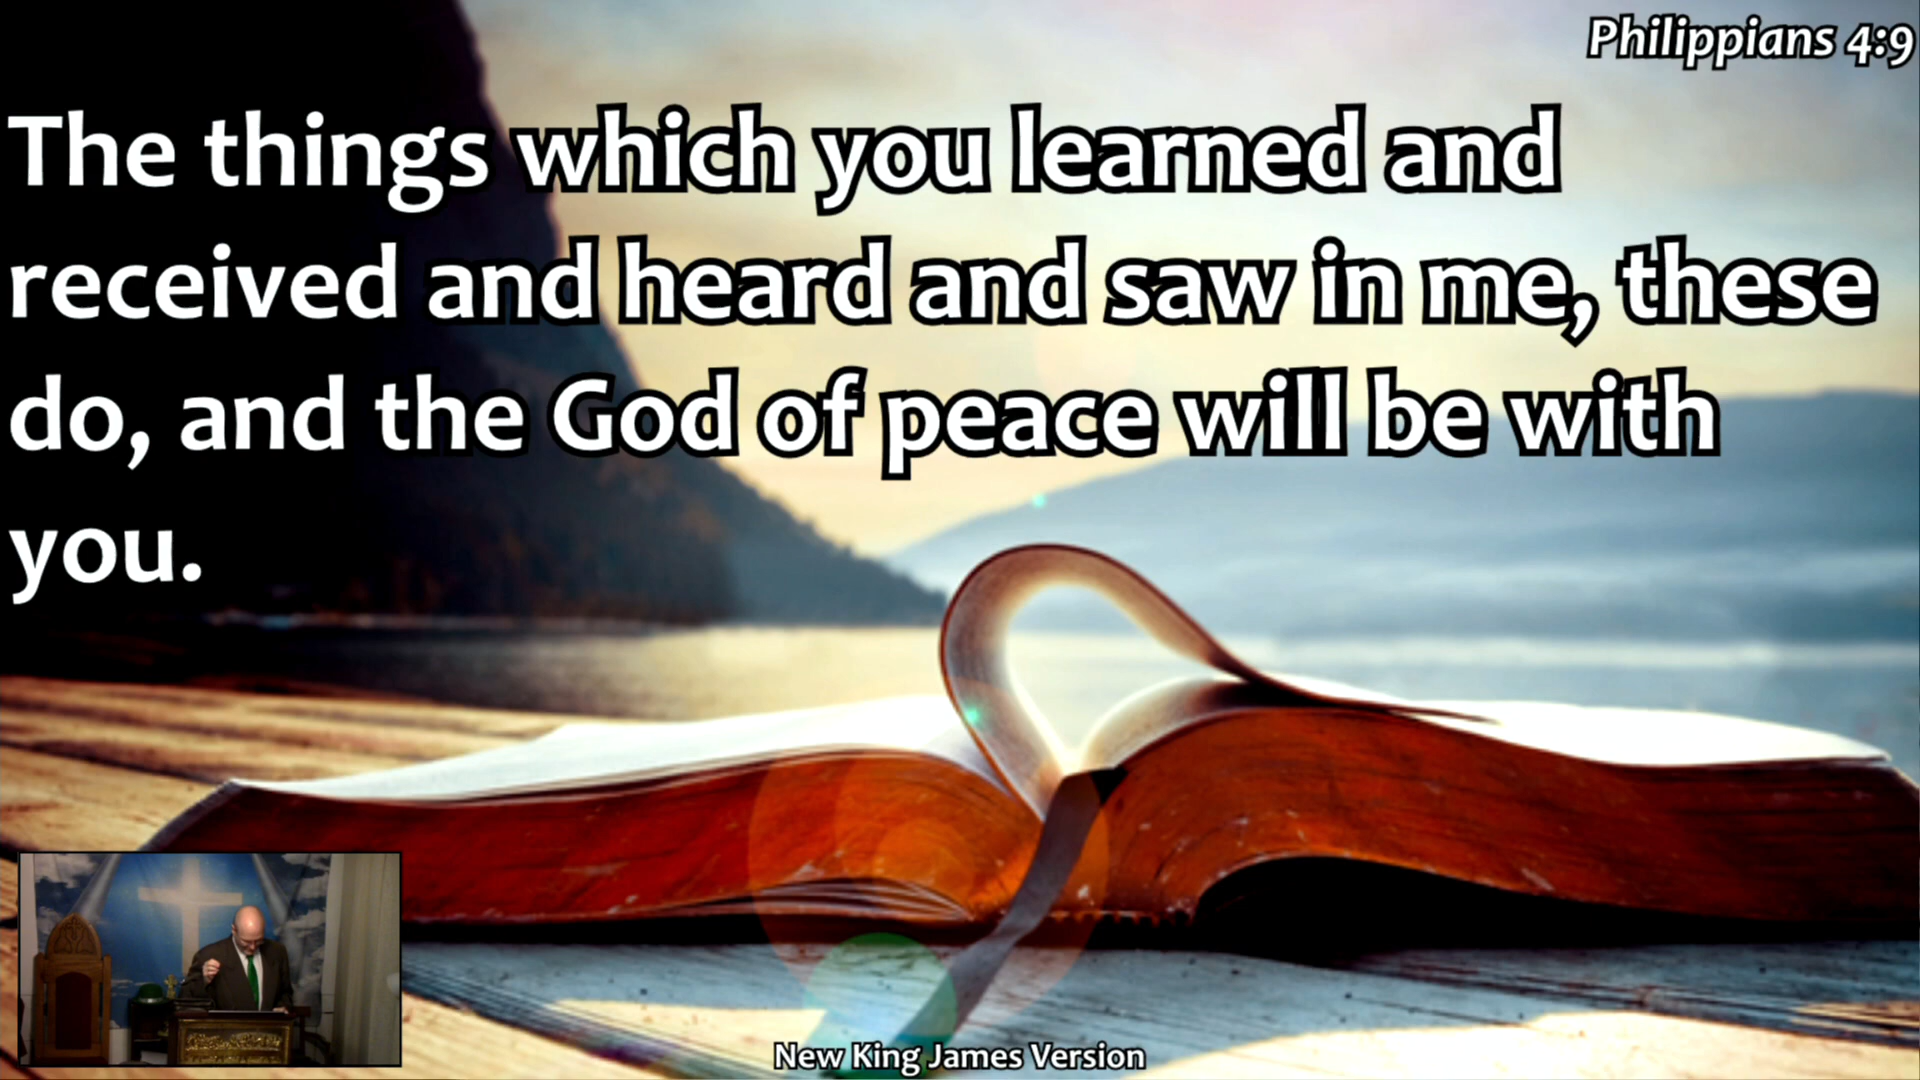 Philippians 4:9
The things which you learned and
received and heard and saw in me, these
do, and the God of peace will be with
you.
New King James Version